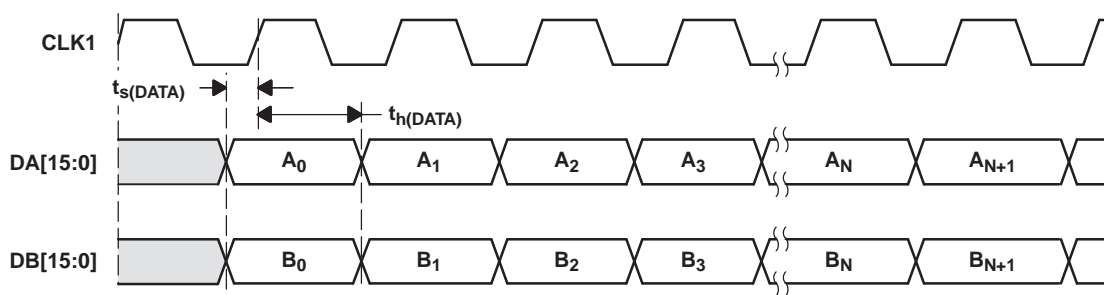 CLK1
ts(DATA)
th(DATA)
DA[15:0] A0 A1 A2 A3 AN AN+1
DB[15:0] B0 B1 B2 B3 BN BN+1